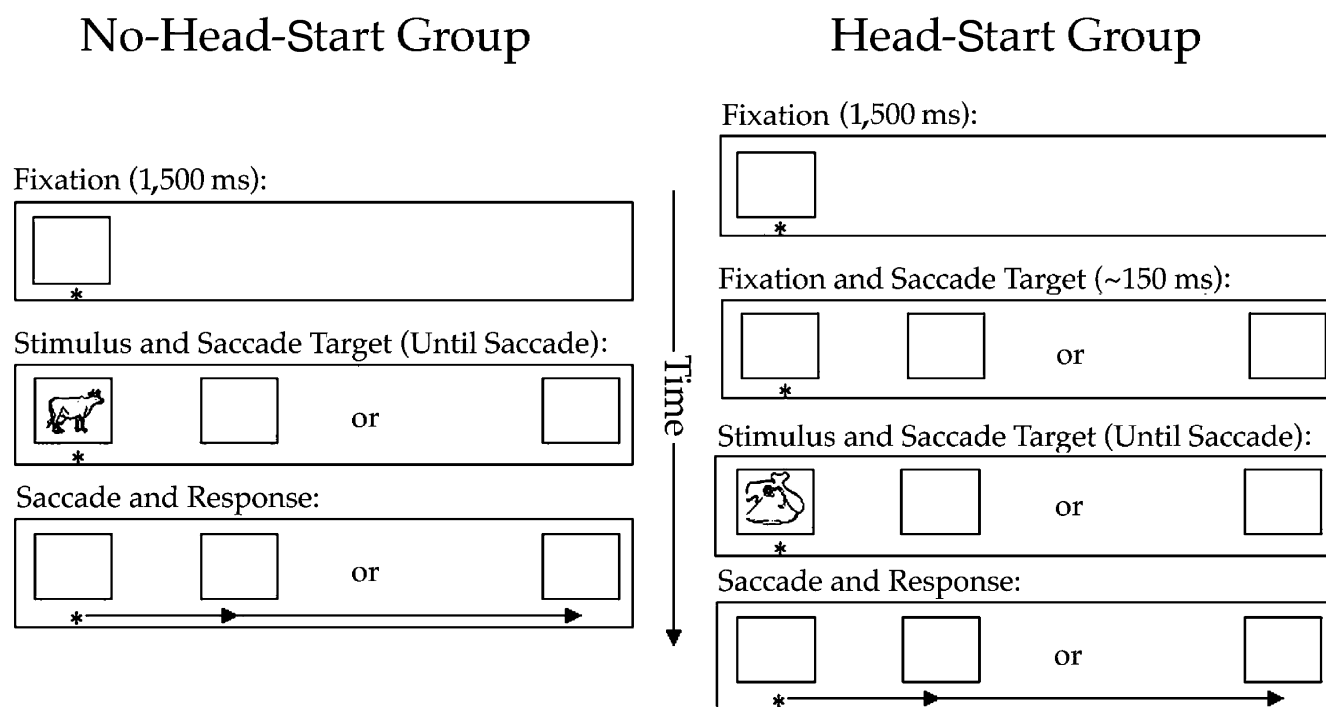 No-Head-Start Group
Fixation (1,500 ms):
*
Stimulus and Saccade Target (Until Saccade):
or
*
Saccade and Response:
or
*
Time
Head-Start Group
Fixation (1,500 ms):
*
Fixation and Saccade Target (~150 ms):
or
*
Stimulus and Saccade Target (Until Saccade):
or
*
Saccade and Response:
or
*